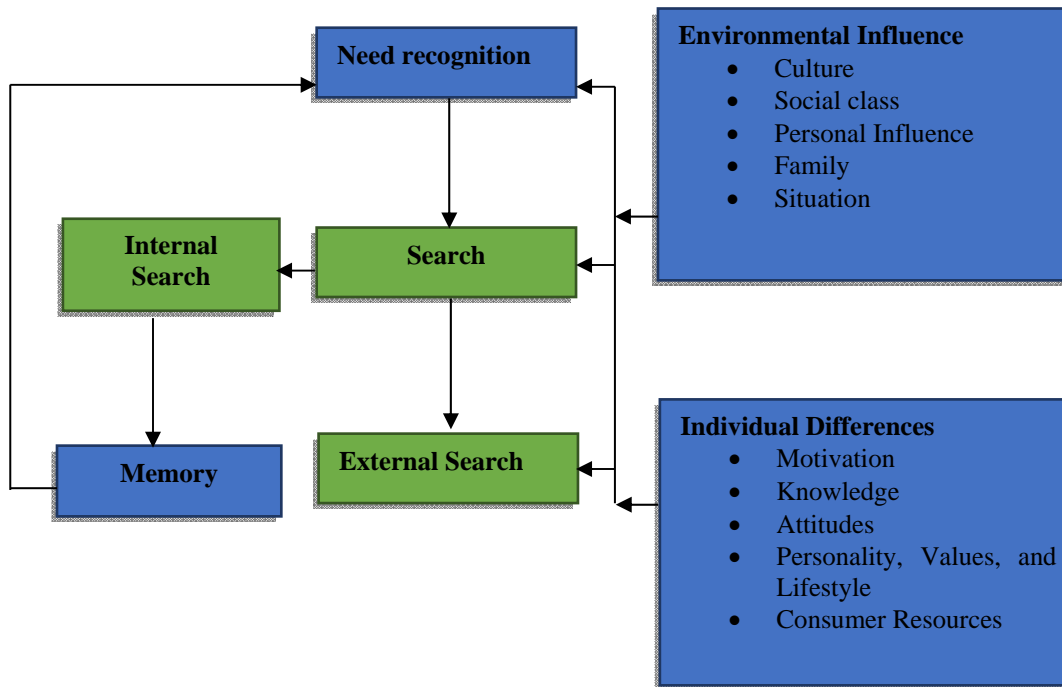 Need recognition
Environmental Influence
• Culture
• Social class
• Personal Influence
• Family
• Situation
Internal
Search
Search
Memory
External Search
Individual Differences
• Motivation
• Knowledge
• Attitudes
• Personality, Values, and
Lifestyle
• Consumer Resources